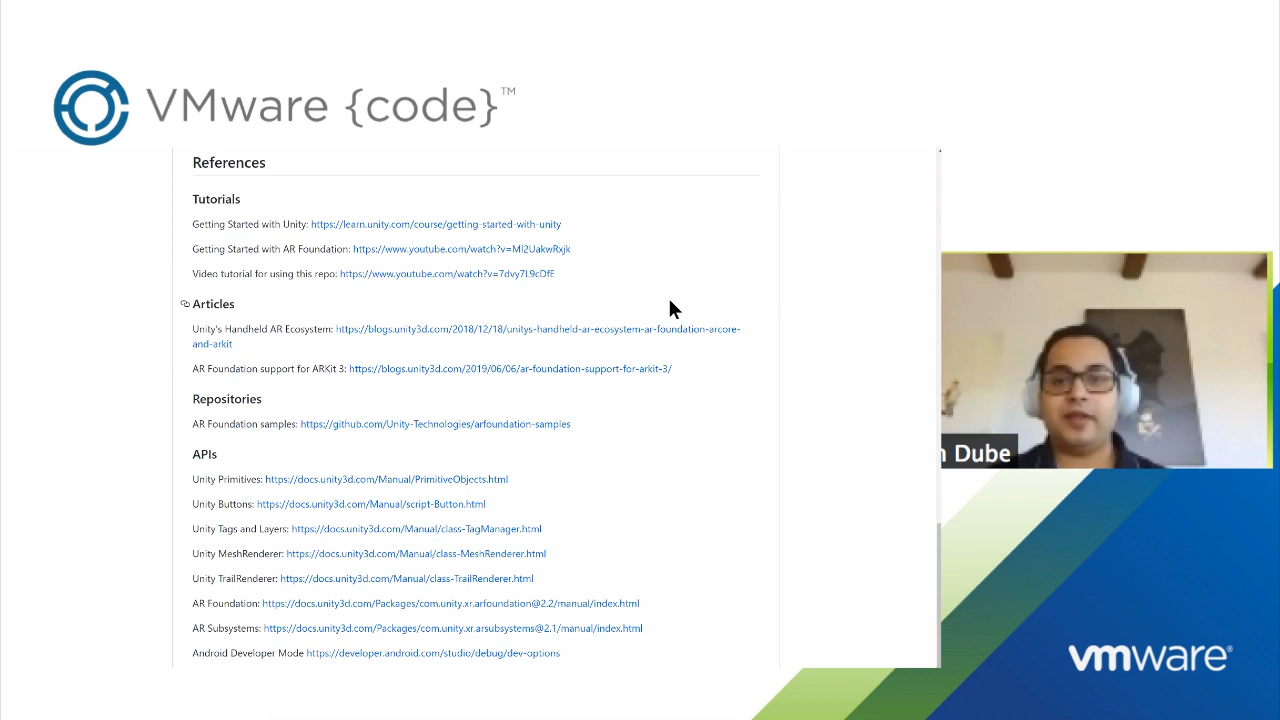 VMware {code}™
References
Tutorials
Getting Started with Unity: https://learn.unity.com/course/getting-started-with-unity
Getting Started with AR Foundation: https://www.youtube.com/watch?v=Ml2UakwRxjk
Video tutorial for using this repo: https://www.youtube.com/watch?v=7dvy7L9cDfE
Articles
Unity's Handheld AR Ecosystem: https://blogs.unity3d.com/2018/12/18/unitys-handheld-ar-ecosystem-ar-foundation-arcore-
and-arkit
AR Foundation support for ARKit 3: https://blogs.unity3d.com/2019/06/06/ar-foundation-support-for-arkit-3/
Repositories
AR Foundation samples: https://github.com/Unity-Technologies/arfoundation-samples
APIs
Unity Primitives: https://docs.unity3d.com/Manual/PrimitiveObjects.html
Unity Buttons: https://docs.unity3d.com/Manual/script-Button.html
Unity Tags and Layers: https://docs.unity3d.com/Manual/class-TagManager.html
Unity MeshRenderer: https://docs.unity3d.com/Manual/class-MeshRenderer.html
Unity TrailRenderer: https://docs.unity3d.com/Manual/class-TrailRenderer.html
AR Foundation: https://docs.unity3d.com/Packages/com.unity.xr.arfoundation@2.2/manual/index.html
AR Subsystems: https://docs.unity3d.com/Packages/com.unity.xr.arsubsystems@2.1/manual/index.html
Android Developer Mode https://developer.android.com/studio/debug/dev-options
n Dube
vmware®